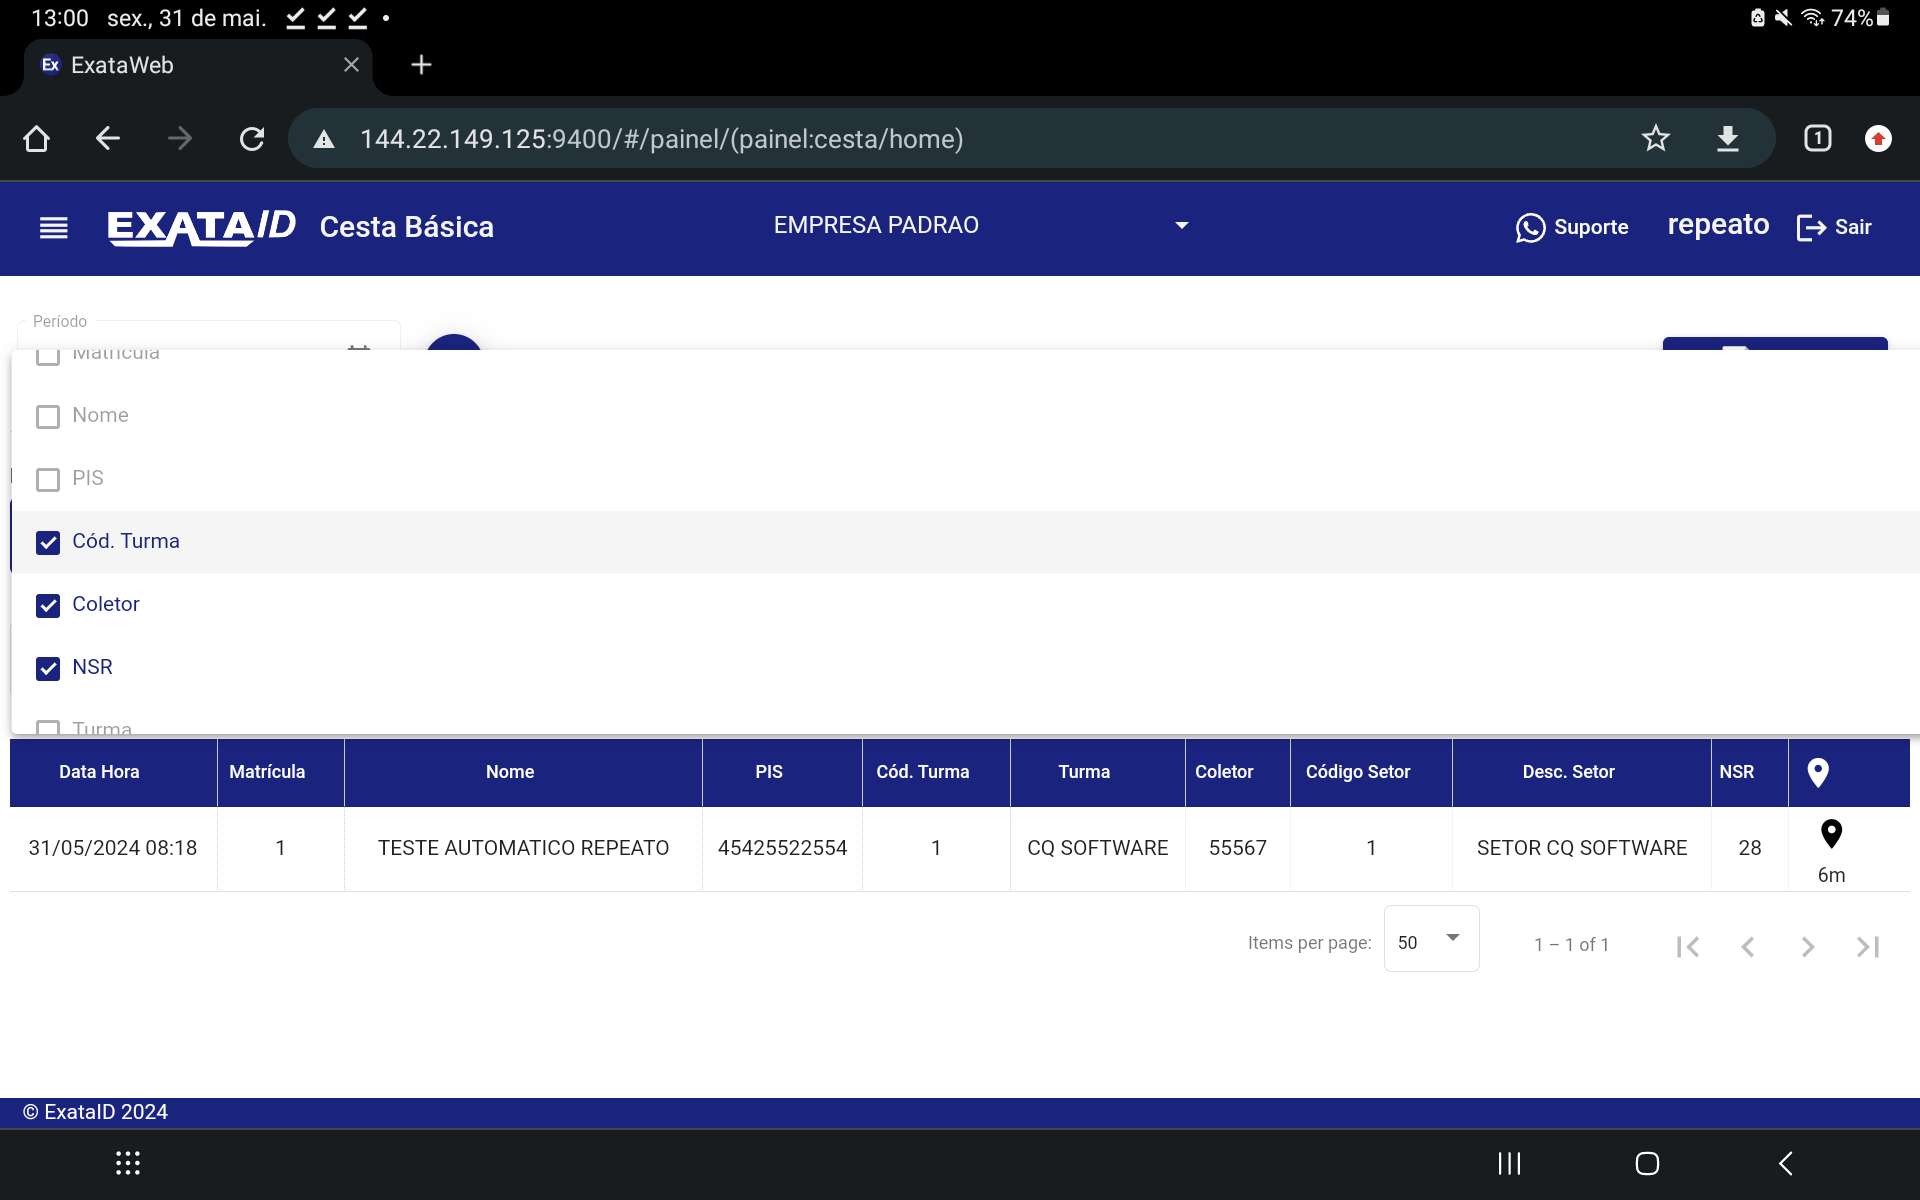 13:00 sex., 31 de mai.
74%
Ex ExataWeb
144.22.149.125:9400/#/painel/(painel:cesta/home)
1
EXATAID Cesta Básica EMPRESA PADRAO Suporte repeato Sair
Período
Matrícula
Nome
PIS
Cód. Turma
Coletor
NSR
Turma
Data Hora Matrícula Nome PIS Cód. Turma Turma Coletor Código Setor Desc. Setor NSR
31/05/2024 08:18 1 TESTE AUTOMATICO REPEATO 45425522554 1 CQ SOFTWARE 55567 1 SETOR CQ SOFTWARE 28
6m
Items per page: 50 1 – 1 of 1
© ExataID 2024